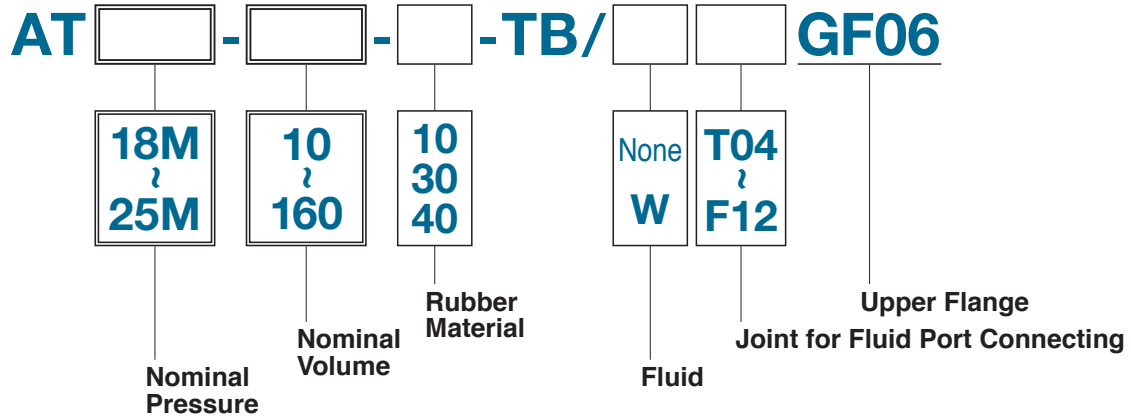 AT - - -TB/ GF06
18M
~
25M
10
~
160
10
30
40
None
W
T04
~
F12
Nominal
Pressure
Nominal
Volume
Rubber
Material
Fluid
Joint for Fluid Port Connecting
Upper Flange